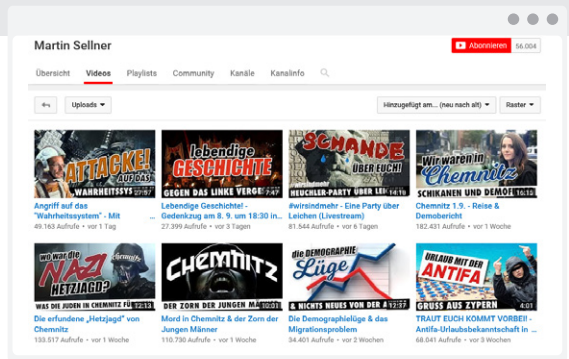 Martin Sellner
Abonnieren 56.004
Übersicht Videos Playlists Community Kanäle Kanalinfo
Uploads Hinzugefügt am... (neu nach alt) Raster
ATTACKE!
AUF DAS
WAHRHEITSSYS 27:57
lebendige
GESCHICHTE
GEGEN DAS LINKE VERGE 7:47
SCHANDE
ÜBER EUCH!
HEUCHLER-PARTY ÜBER LEI 14:18
Wir waren in
Chemnitz
SCHIKANEN UND DEMOF 16:13
Angriff auf das
"Wahrheitssystem" - Mit ...
49.163 Aufrufe • vor 1 Tag
Lebendige Geschichte! -
Gedenkzug am 8. 9. um 18:30 in...
27.399 Aufrufe • vor 3 Tagen
#wirsindmehr - Eine Party über
Leichen (Livestream)
81.544 Aufrufe • vor 6 Tagen
Chemnitz 1.9. - Reise &
Demobericht
182.431 Aufrufe • vor 1 Woche
WO WAR DIE
NAZI
HETZJAGD?
WAS DIE JUDEN IN CHEMNITZ FÜ 12:13
CHEMNITZ
DER ZORN DER JUNGEN M 10:01
die DEMOGRAPHIE
Lüge
& NICHTS NEUES VON DER A 12:27
URLAUB MIT DER
ANTIFA
GRUSS AUS ZYPERN 4:01
Die erfundene „Hetzjagd" von
Chemnitz
133.517 Aufrufe • vor 1 Woche
Mord in Chemnitz & der Zorn der
Jungen Männer
110.730 Aufrufe • vor 1 Woche
Die Demographielüge & das
Migrationsproblem
34.401 Aufrufe • vor 2 Wochen
TRAUT EUCH KOMMT VORBEI! -
Antifa-Urlaubsbekanntschaft in ...
68.041 Aufrufe • vor 3 Wochen